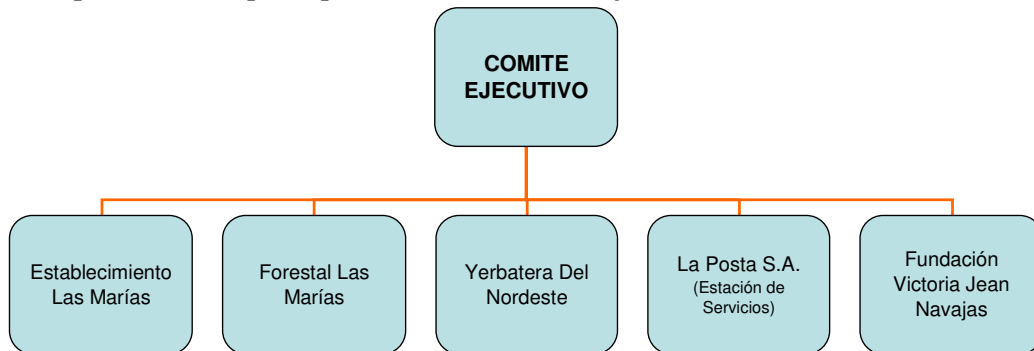 COMITE
EJECUTIVO
Establecimiento
Las Marías
Forestal Las
Marías
Yerbatera Del
Nordeste
La Posta S.A.
(Estación de
Servicios)
Fundación
Victoria Jean
Navajas